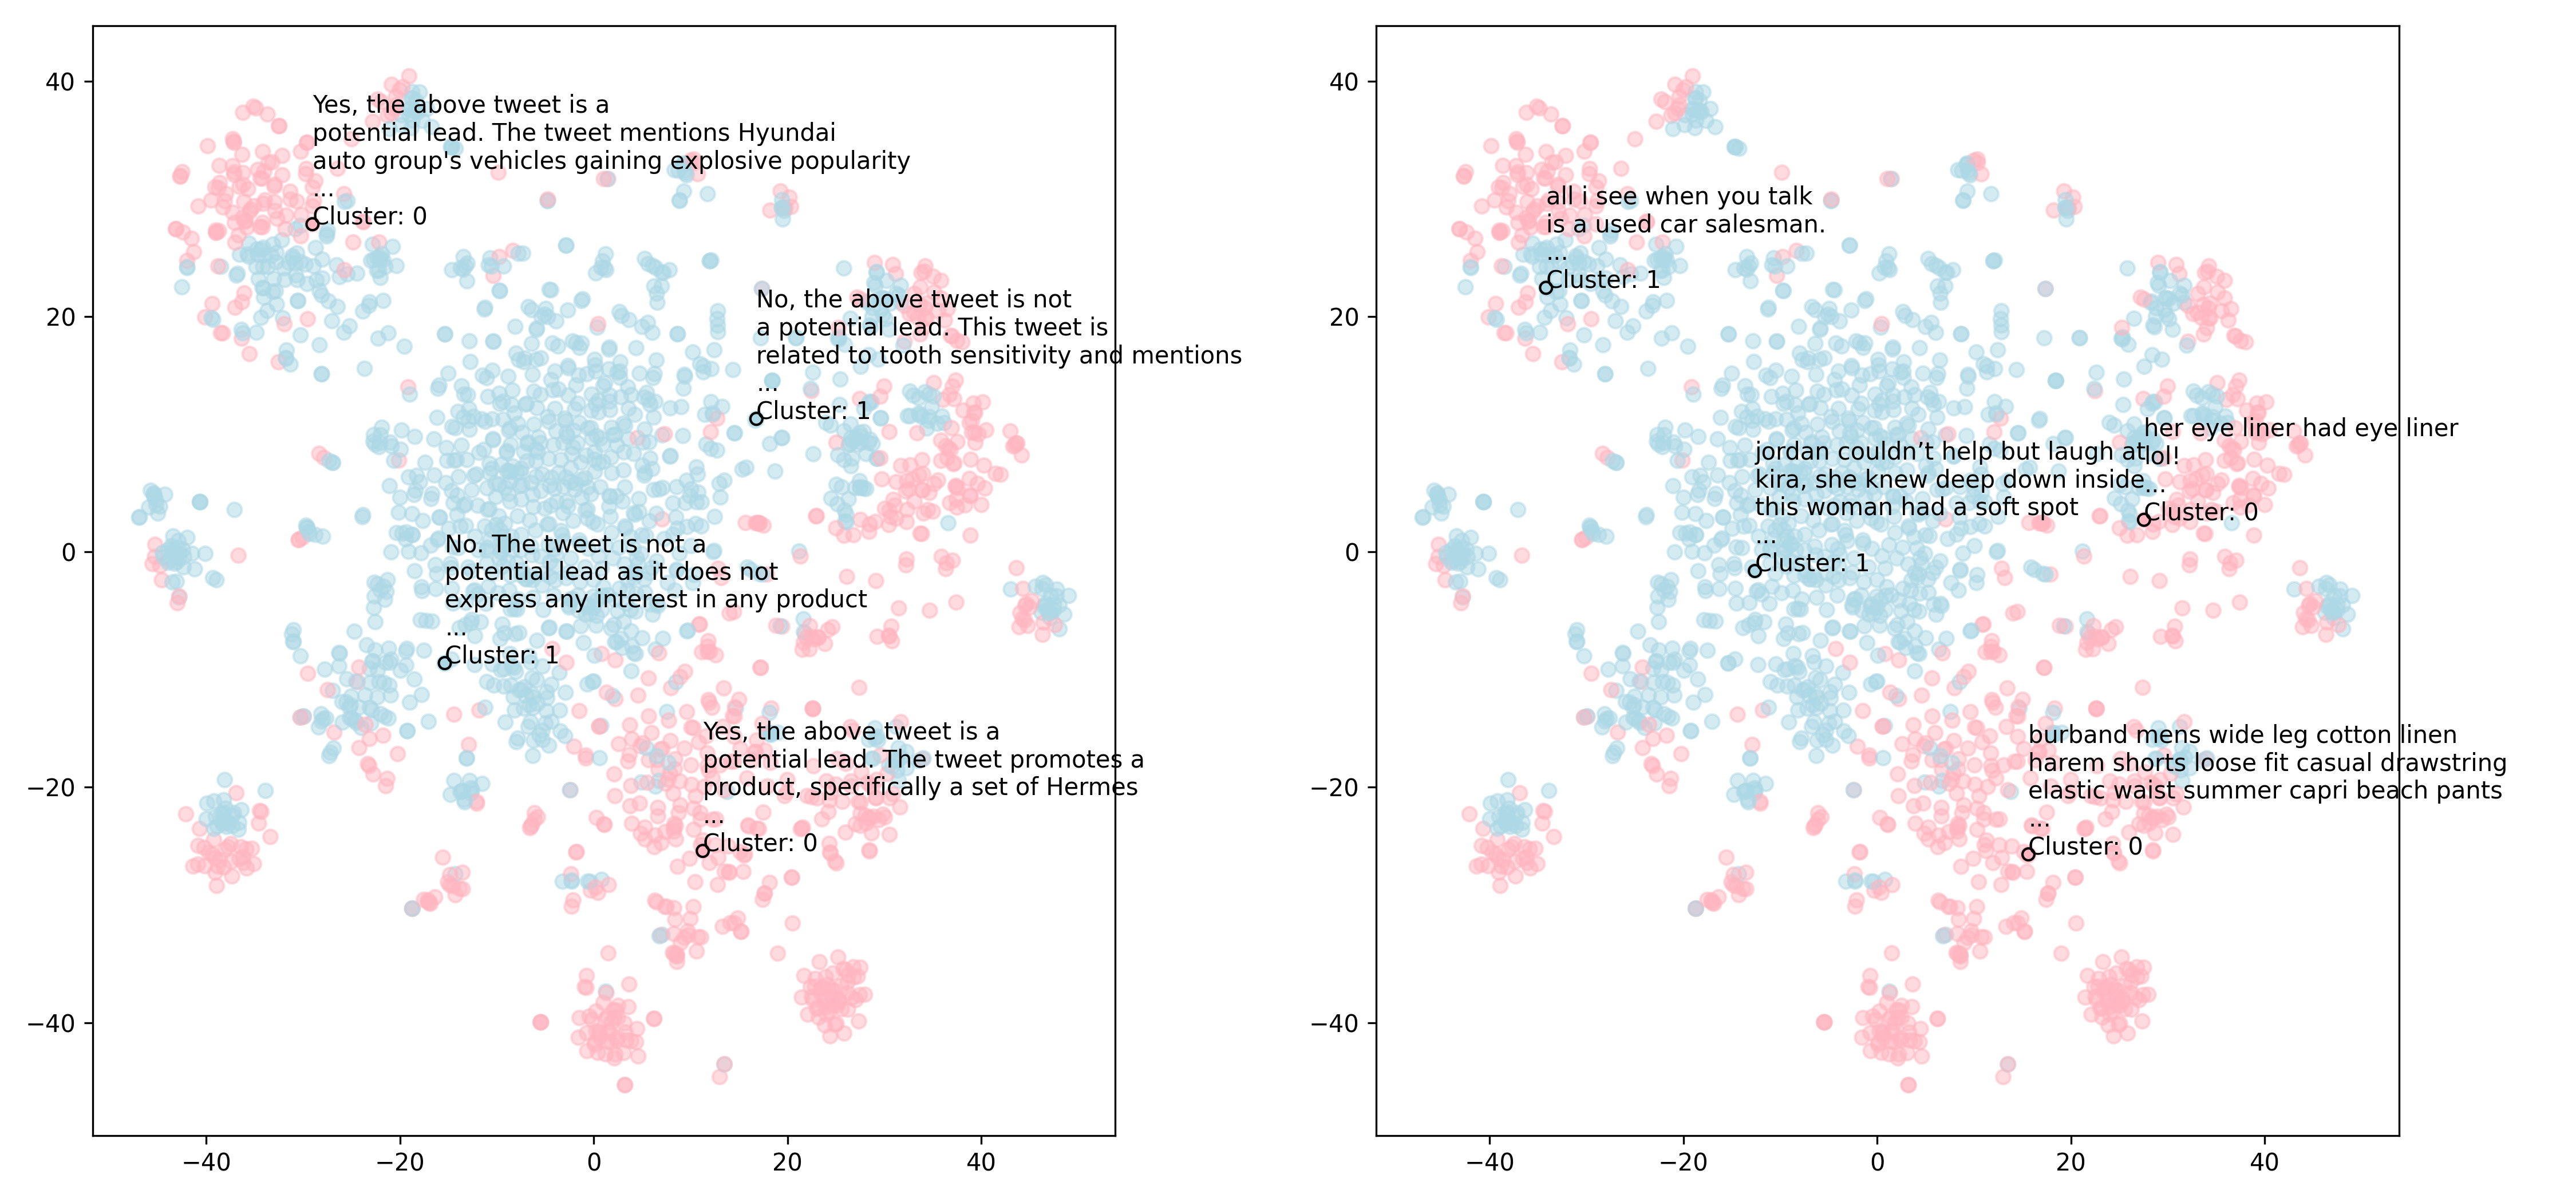 Yes, the above tweet is a
potential lead. The tweet mentions Hyundai
auto group's vehicles gaining explosive popularity
...
Cluster: 0
No, the above tweet is not
a potential lead. This tweet is
related to tooth sensitivity and mentions
...
Cluster: 1
No. The tweet is not a
potential lead as it does not
express any interest in any product
...
Cluster: 1
Yes, the above tweet is a
potential lead. The tweet promotes a
product, specifically a set of Hermes
...
Cluster: 0
40
20
0
−20
−40
−40 −20 0 20 40
all i see when you talk
is a used car salesman.
...
Cluster: 1
her eye liner had eye liner
lol!
...
Cluster: 0
jordan couldn’t help but laugh at
kira, she knew deep down inside
this woman had a soft spot
...
Cluster: 1
burband mens wide leg cotton linen
harem shorts loose fit casual drawstring
elastic waist summer capri beach pants
...
Cluster: 0
40
20
0
−20
−40
−40 −20 0 20 40